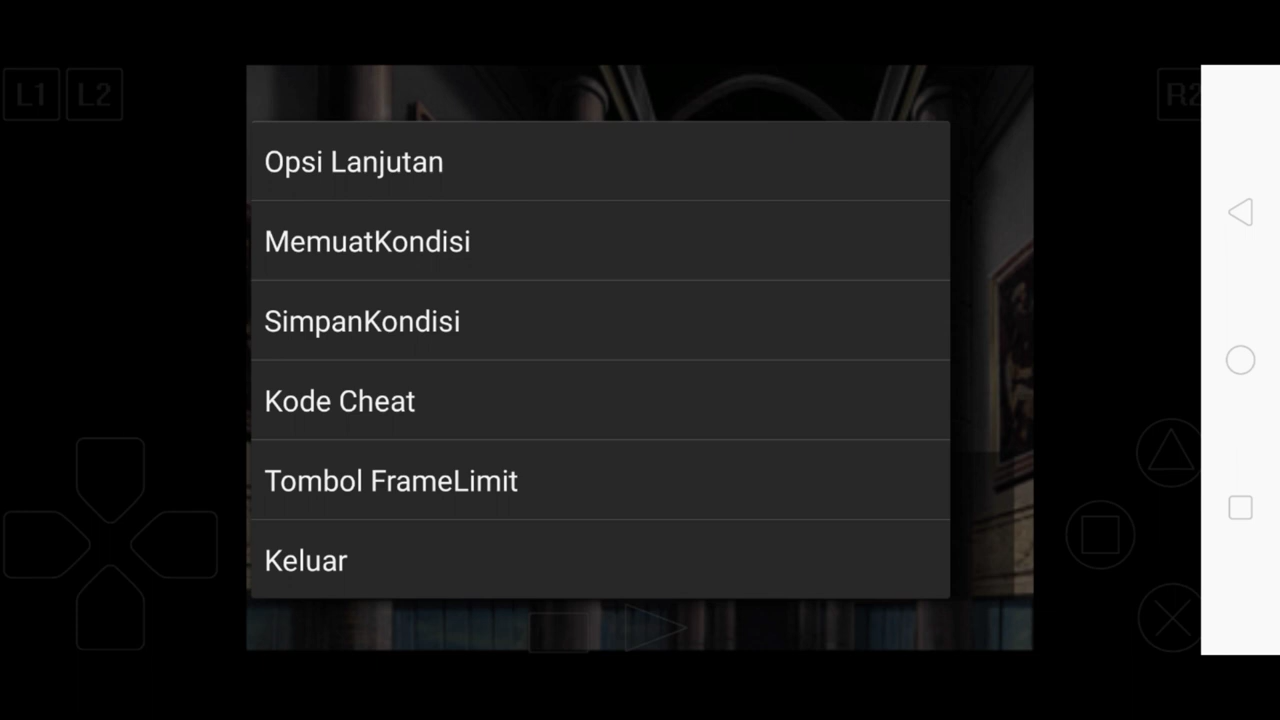 L1 L2
R2
Opsi Lanjutan
MemuatKondisi
SimpanKondisi
Kode Cheat
Tombol FrameLimit
Keluar